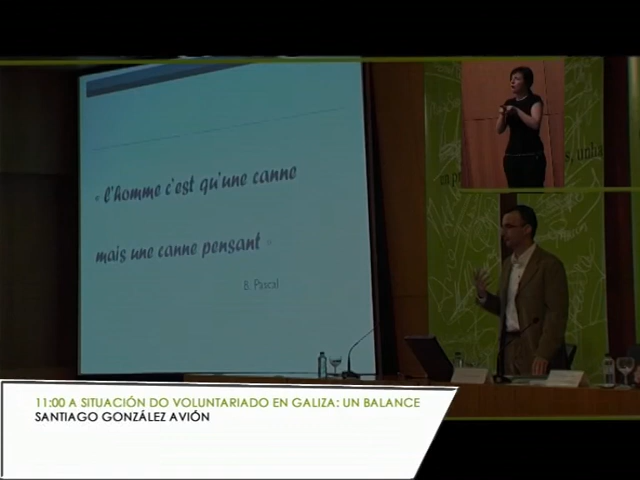 « l'homme c'est qu'une canne
mais une canne pensant »
B. Pascal
11:00 A SITUACIÓN DO VOLUNTARIADO EN GALIZA: UN BALANCE
SANTIAGO GONZÁLEZ AVIÓN